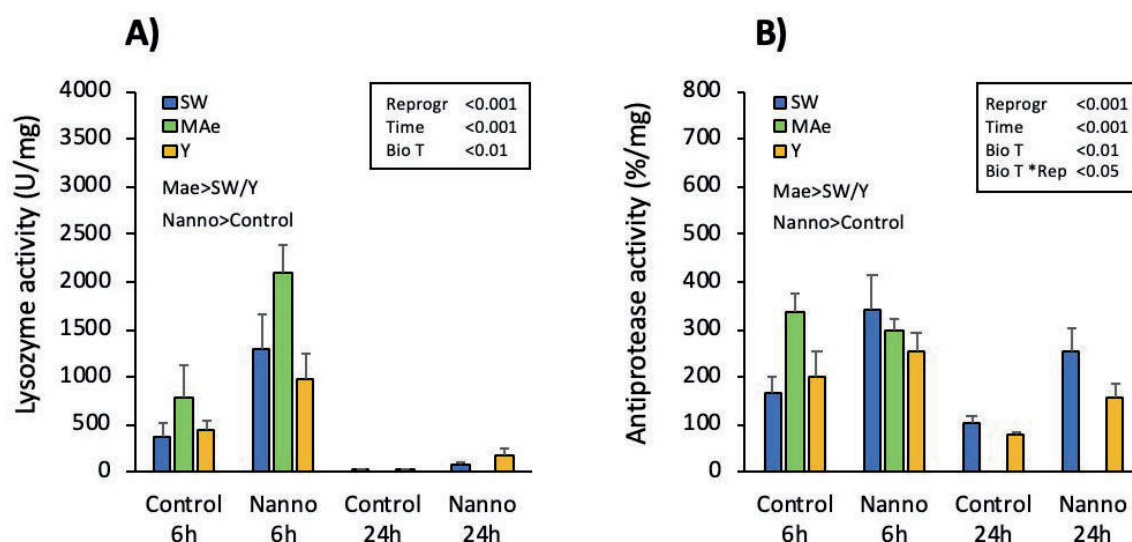 A)
Lysozyme activity (U/mg)
4000
3500
3000
2500
2000
1500
1000
500
0
SW
MAe
Y
Mae>SW/Y
Nanno>Control
Reprogr <0.001
Time <0.001
Bio T <0.01
Control Nanno Control Nanno
6h 6h 24h 24h
B)
Antiprotease activity (%/mg)
800
700
600
500
400
300
200
100
0
SW
MAe
Y
Mae>SW/Y
Nanno>Control
Reprogr <0.001
Time <0.001
Bio T <0.01
Bio T *Rep <0.05
Control Nanno Control Nanno
6h 6h 24h 24h